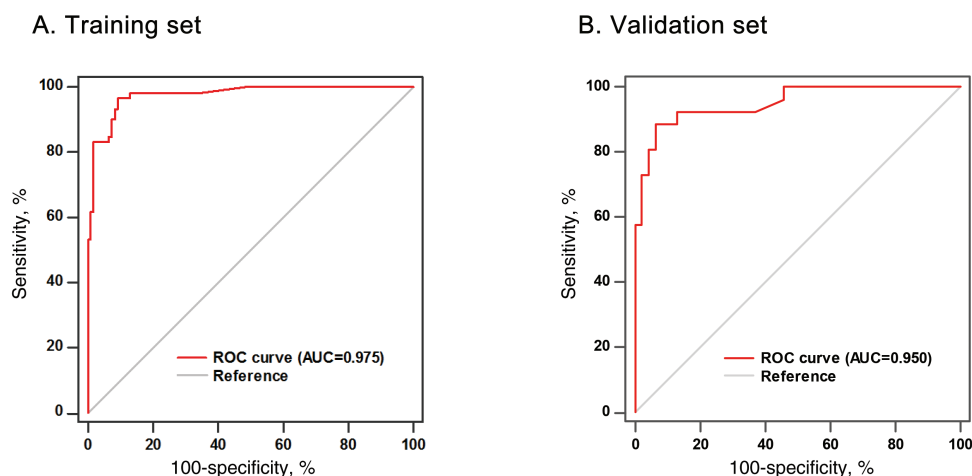 A. Training set
100
80
60
40
20
0
Sensitivity, %
ROC curve (AUC=0.975)
Reference
0 20 40 60 80 100
100-specificity, %
B. Validation set
100
80
60
40
20
0
Sensitivity, %
ROC curve (AUC=0.950)
Reference
0 20 40 60 80 100
100-specificity, %